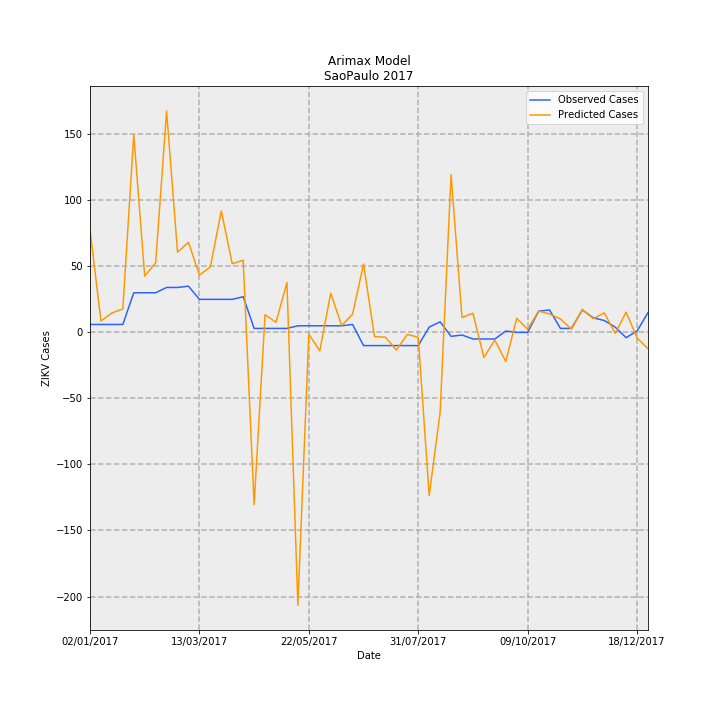 Arimax Model
SaoPaulo 2017
Observed Cases
Predicted Cases
ZIKV Cases
150
100
50
0
−50
−100
−150
−200
02/01/2017 13/03/2017 22/05/2017 31/07/2017 09/10/2017 18/12/2017
Date